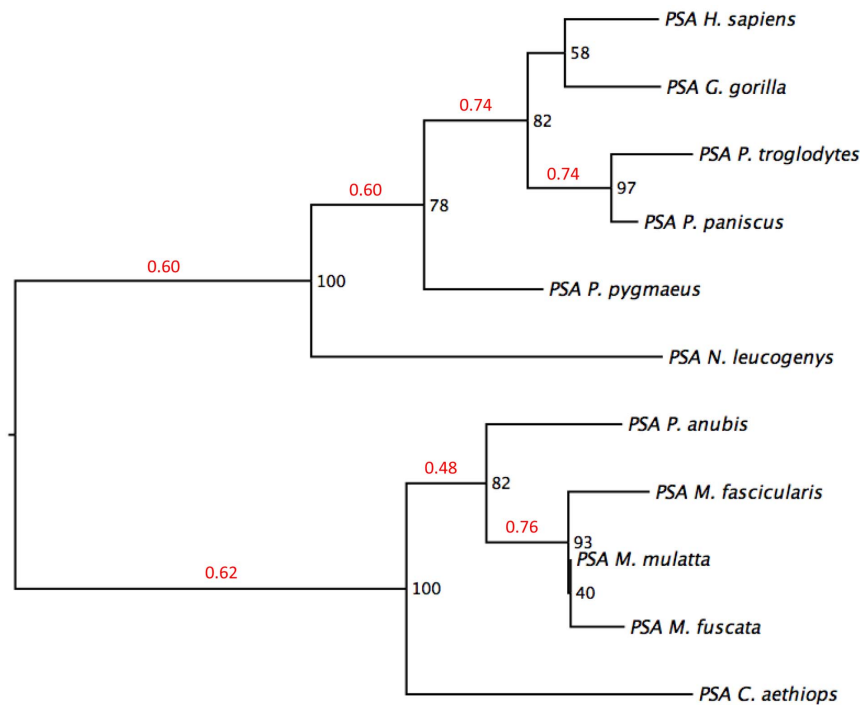 PSA H. sapiens
58
PSA G. gorilla
0.74
82
PSA P. troglodytes
0.74
97
PSA P. paniscus
0.60
78
PSA P. pygmaeus
0.60
100
PSA N. leucogenys
PSA P. anubis
0.48
82
PSA M. fascicularis
0.76
93
PSA M. mulatta
40
PSA M. fuscata
0.62
100
PSA C. aethiops